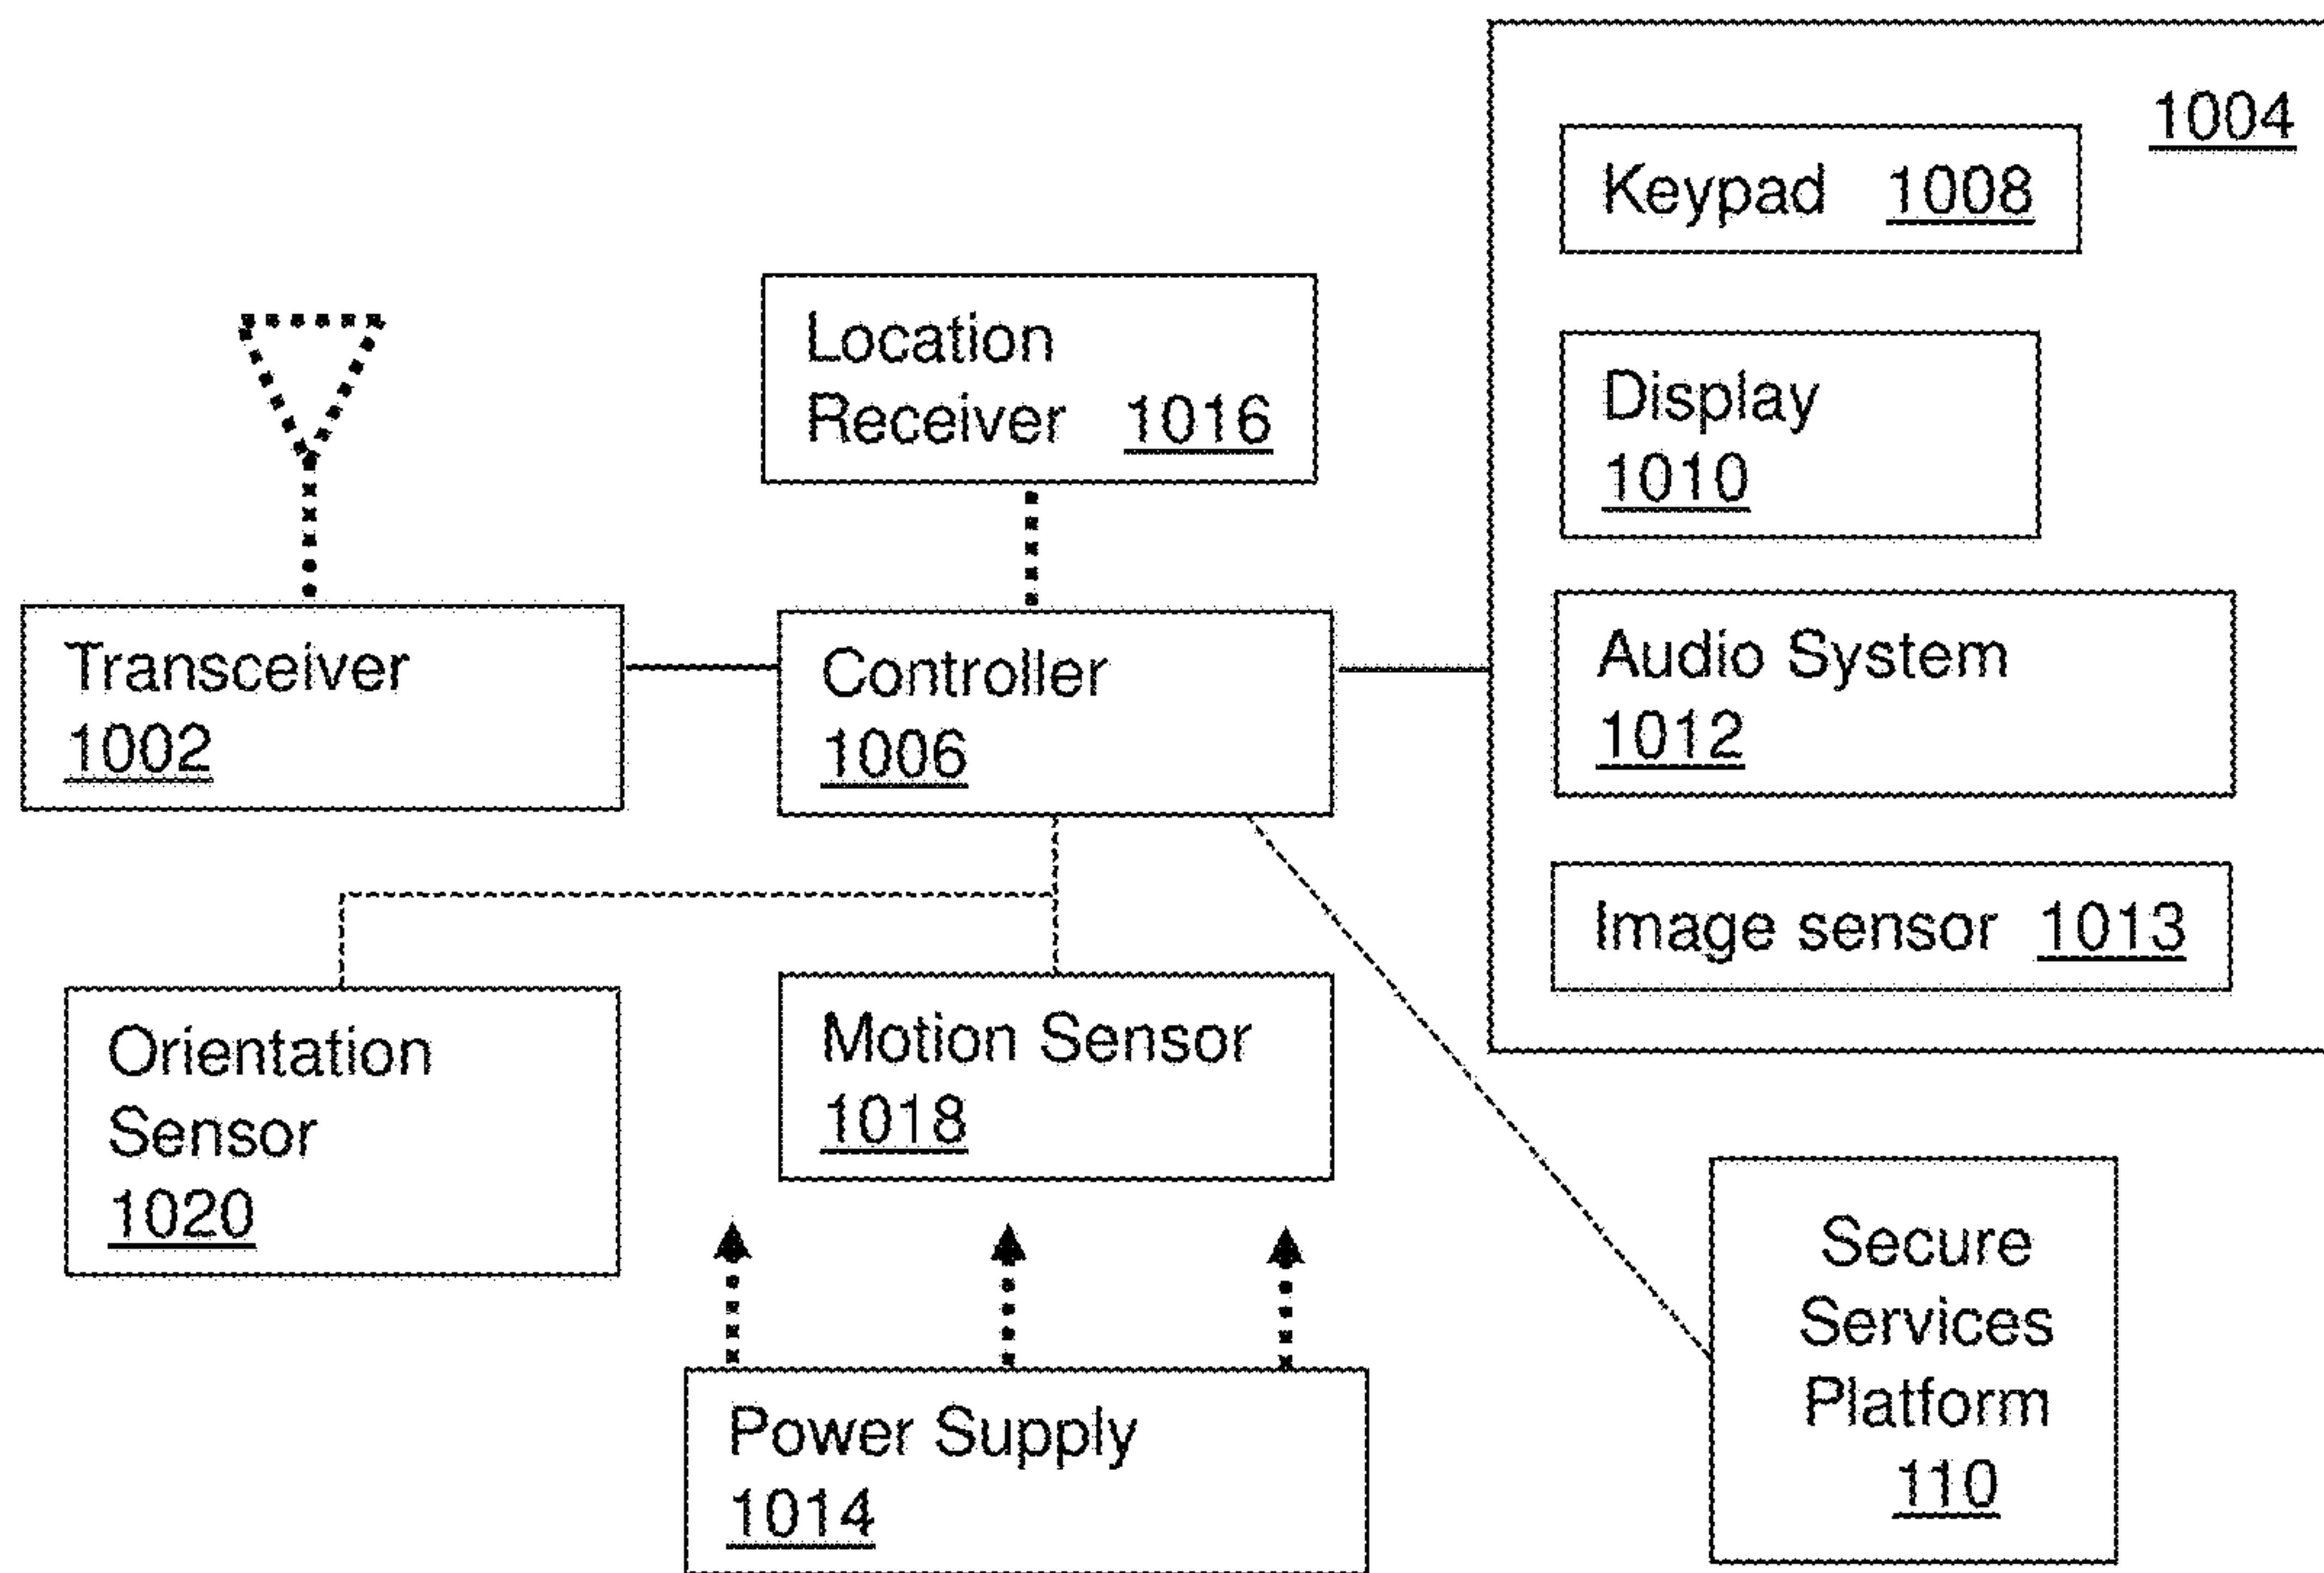 1004
Keypad 1008
Location
Receiver 1016
Display
1010
Transceiver
1002
Controller
1006
Audio System
1012
Image sensor 1013
Orientation
Sensor
1020
Motion Sensor
1018
Secure
Services
Platform
110
Power Supply
1014